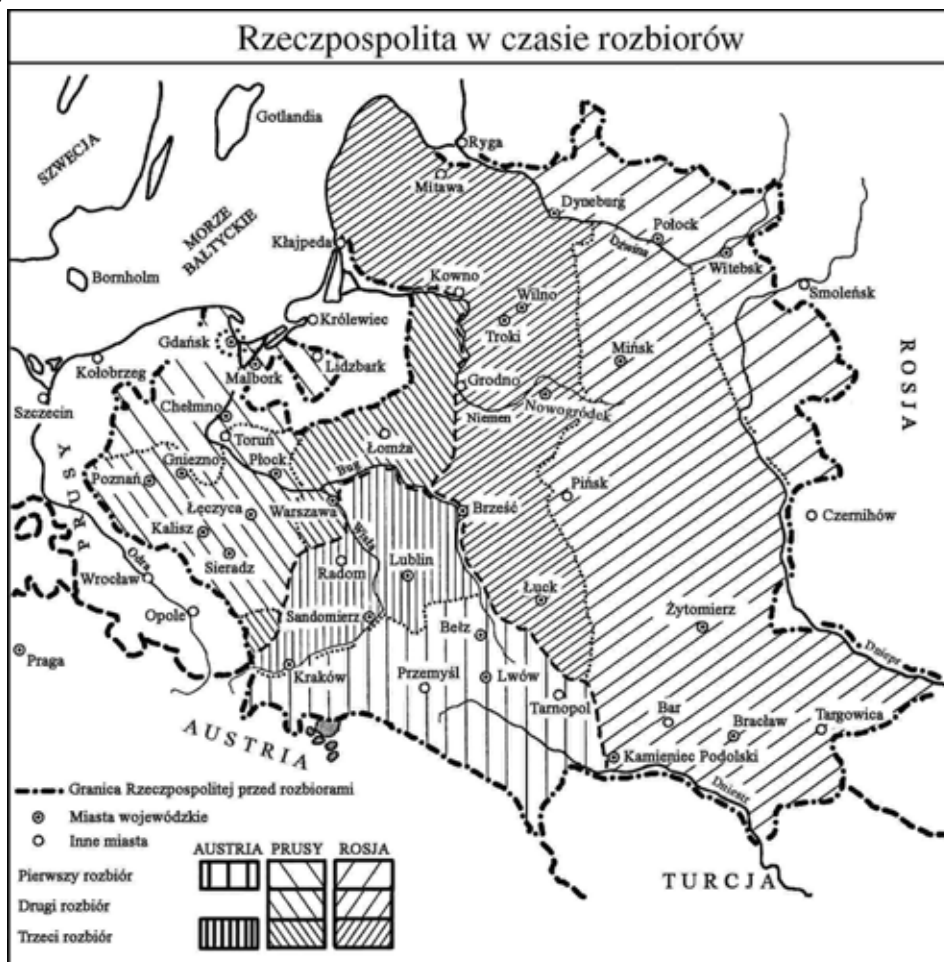 Rzeczpospolita w czasie rozbiorów
Gotlandia
SZWECJA
Ryga
Mitawa
MORZE
BAŁTYCKIE
Dyneburg
Połock
Dźwina
Witebsk
Kłajpeda
Bornholm
Kowno
Wilno
Troki
Smoleńsk
Królewiec
Gdańsk
Lidzbark
Malbork
Mińsk
Kołobrzeg
ROSJA
Szczecin
Grodno
Nowogródek
Niemen
Chełmno
Toruń
Łomża
Gniezno
Płock
Bug
Poznań
PRUSY
Pińsk
Łęczyca
Warszawa
Brześć
Czernihów
Kalisz
Wisła
Sieradz
Odra
Wrocław
Radom
Lublin
Łuck
Opole
Sandomierz
Bełz
Żytomierz
Praga
Kraków
Przemyśl
Lwów
Dniepr
Tarnopol
Bar
Bracław
Targowica
AUSTRIA
Kamieniec Podolski
Dniestr
TURCJA
Granica Rzeczpospolitej przed rozbiorami
Miasta wojewódzkie
Inne miasta
AUSTRIA PRUSY ROSJA
Pierwszy rozbiór
Drugi rozbiór
Trzeci rozbiór